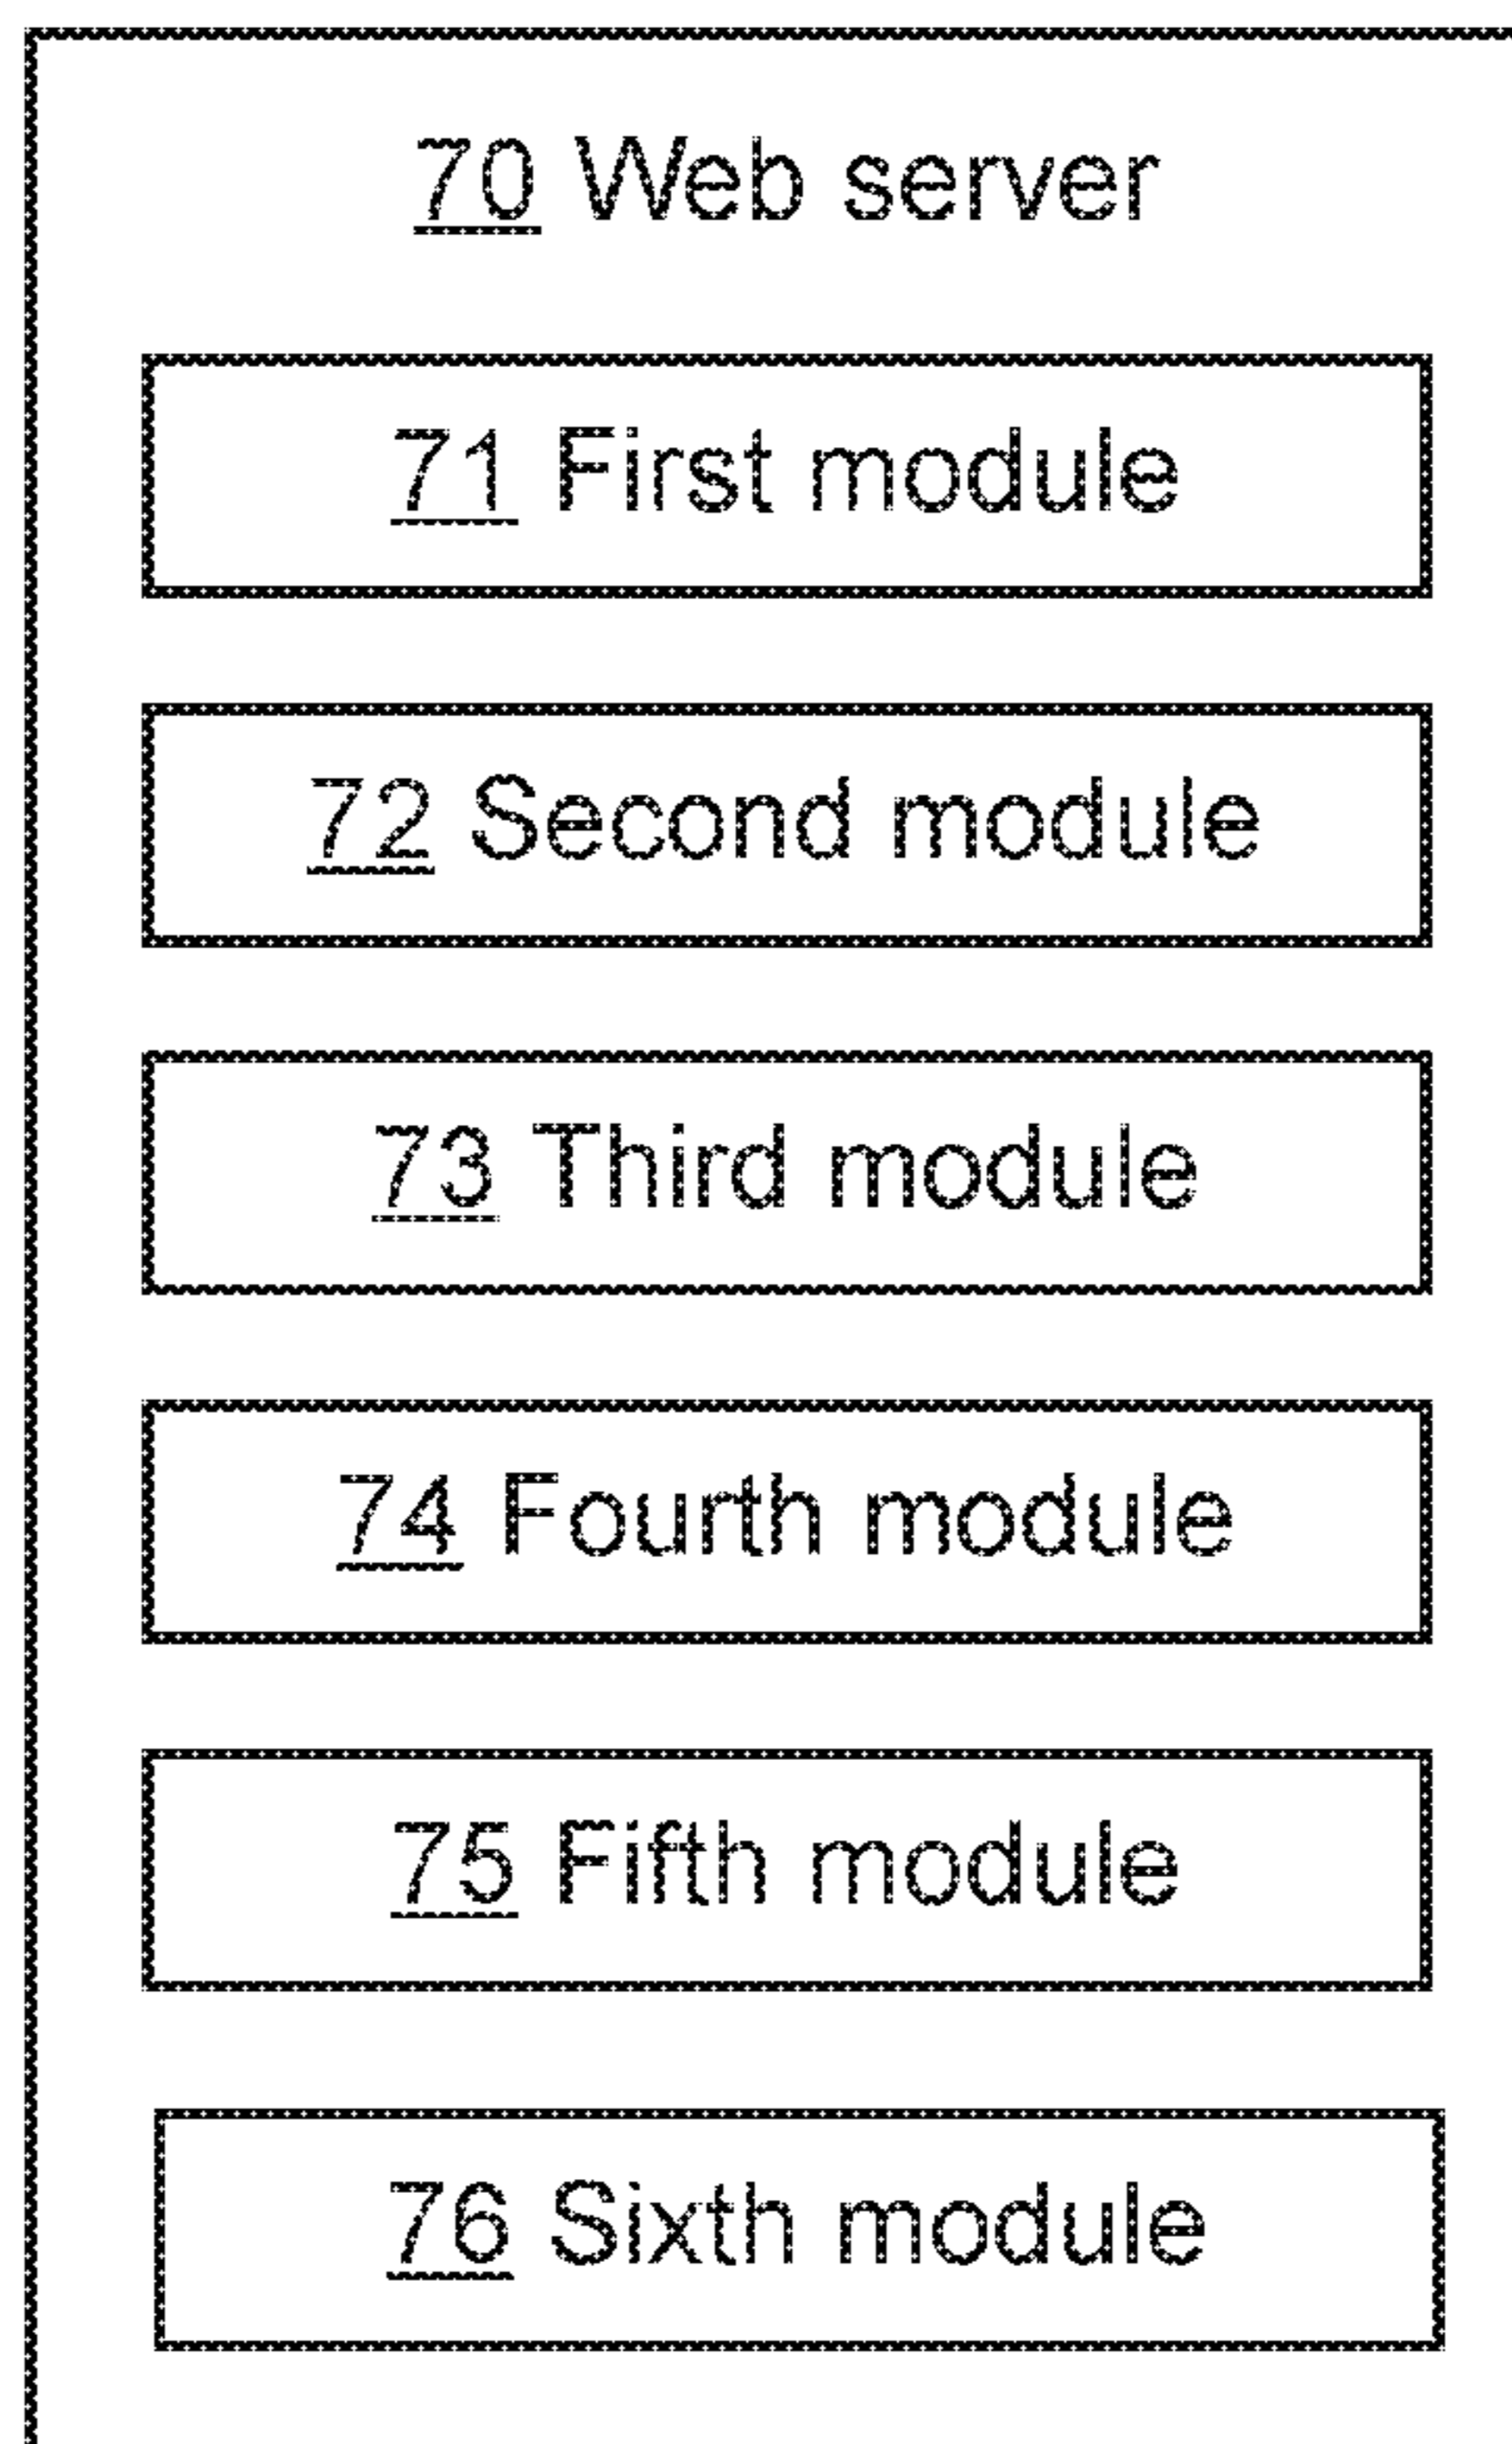 70 Web server
71 First module
72 Second module
73 Third module
74 Fourth module
75 Fifth module
76 Sixth module